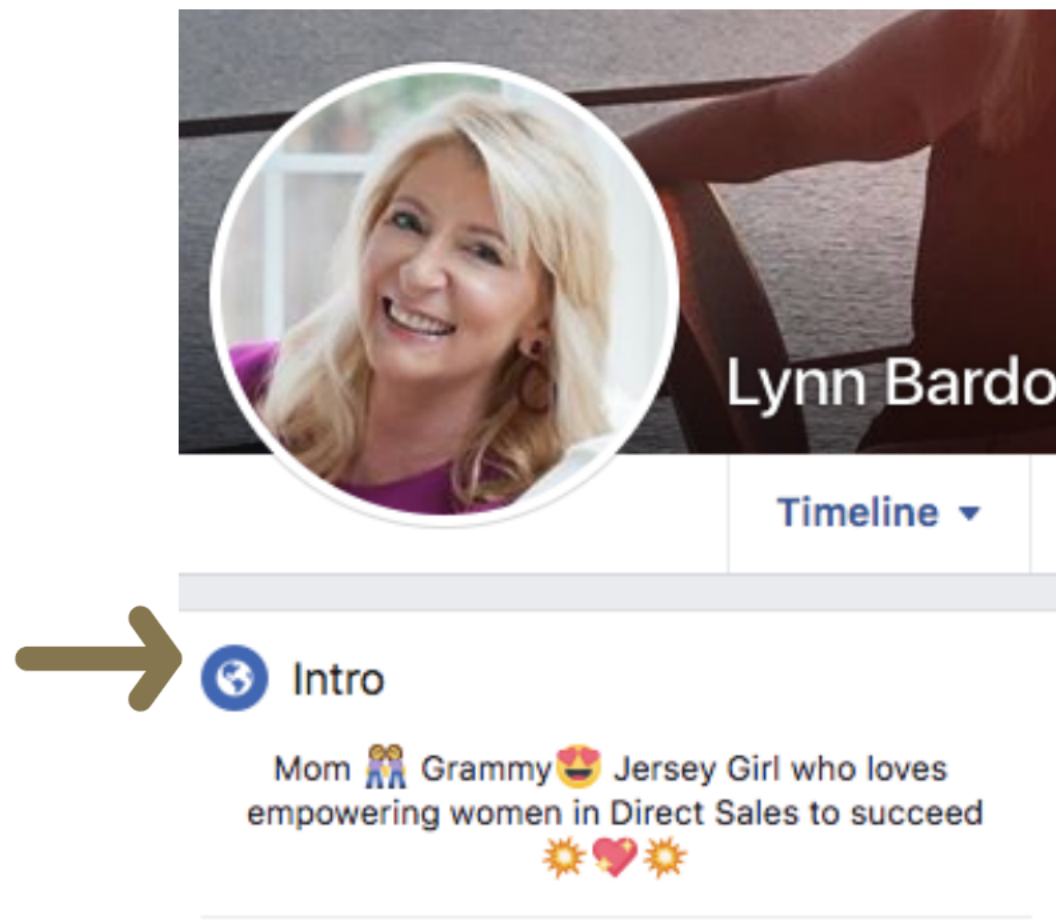 Lynn Bardo
Timeline
Intro
Mom 👯 Grammy😍 Jersey Girl who loves
empowering women in Direct Sales to succeed
💥💖💥